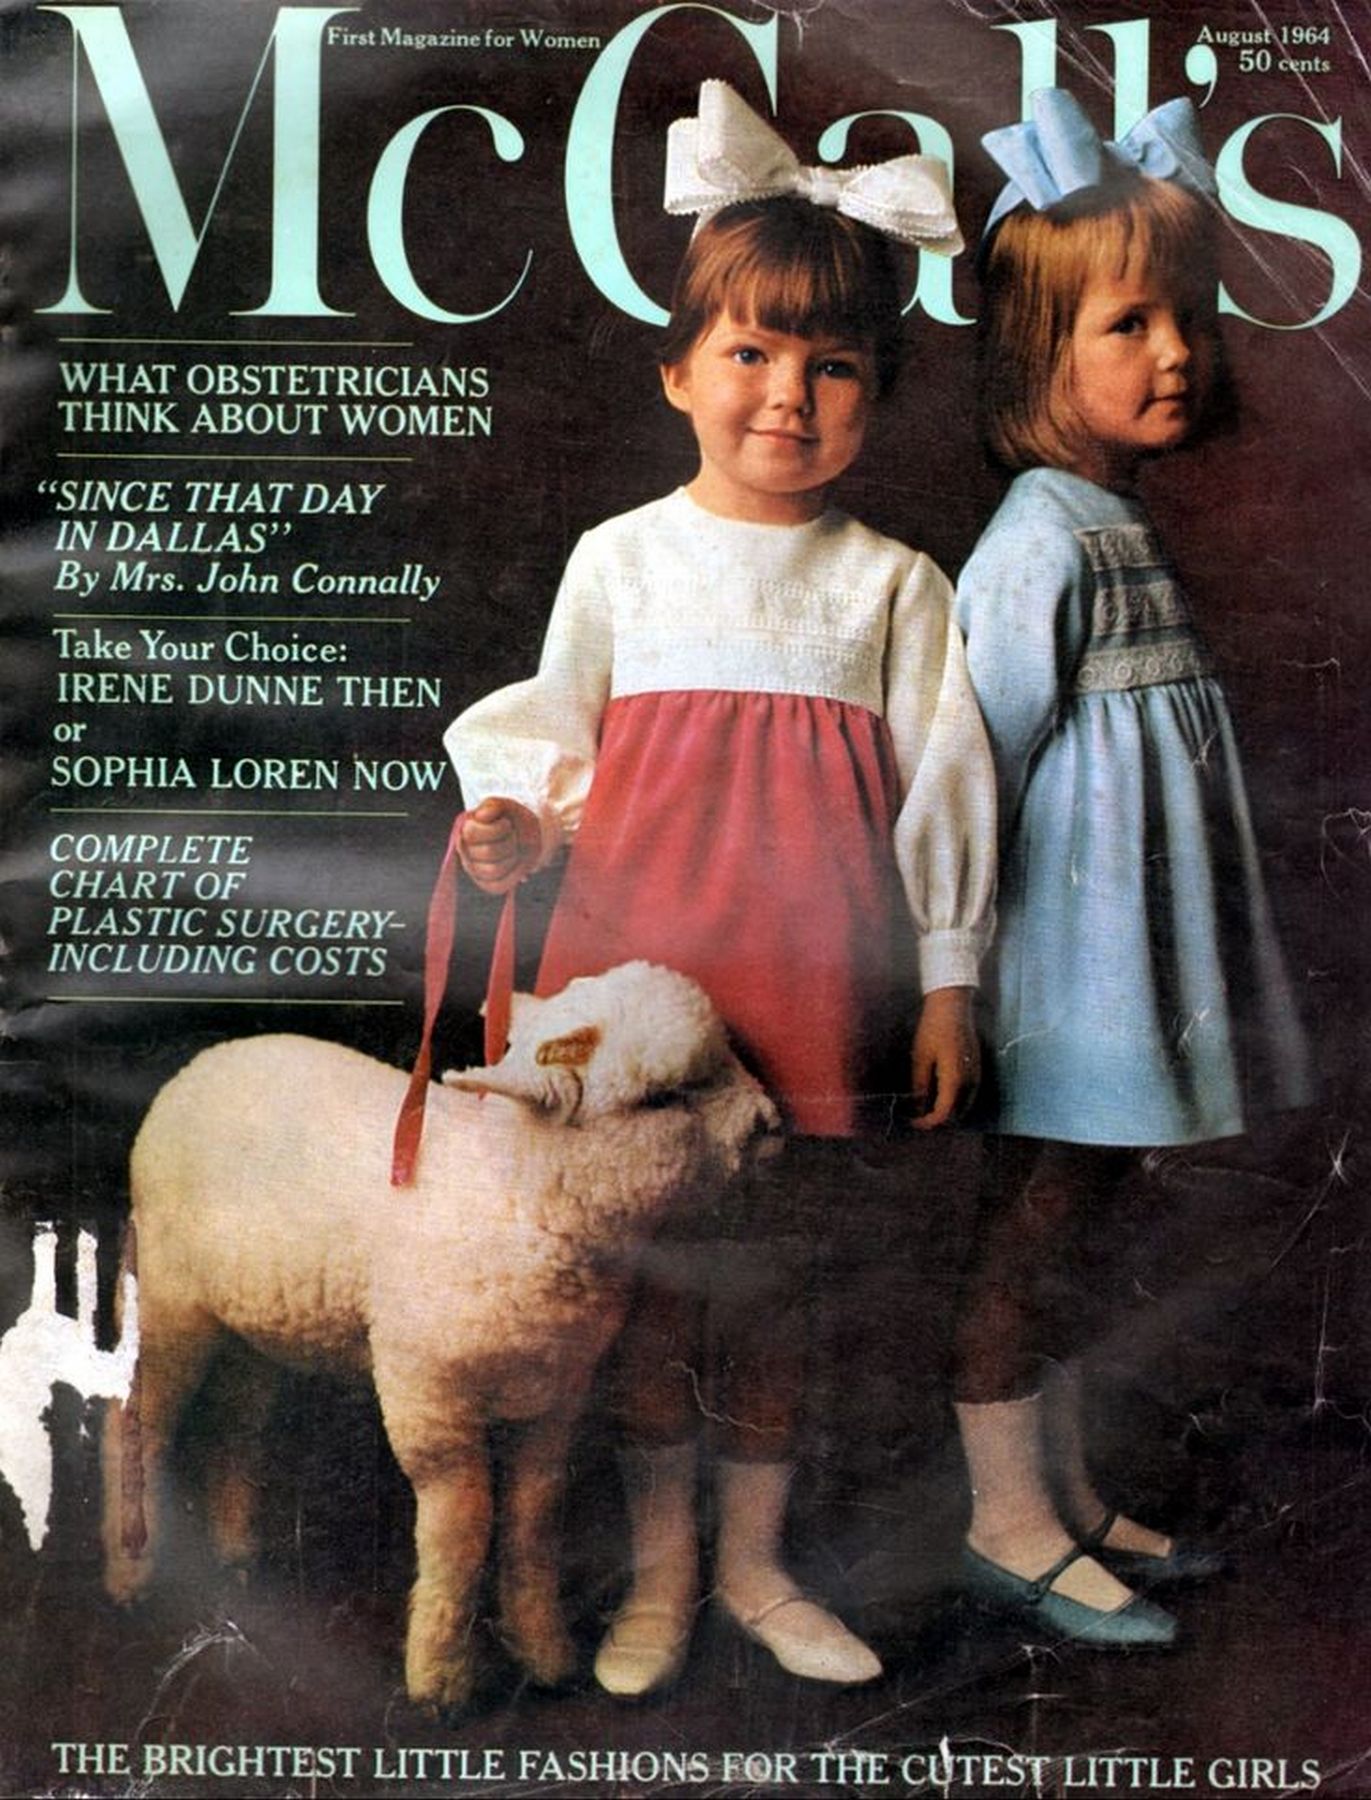 McCall's
First Magazine for Women
August 1964
50 cents
WHAT OBSTETRICIANS
THINK ABOUT WOMEN
“SINCE THAT DAY
IN DALLAS”
By Mrs. John Connally
Take Your Choice:
IRENE DUNNE THEN
or
SOPHIA LOREN NOW
COMPLETE
CHART OF
PLASTIC SURGERY–
INCLUDING COSTS
THE BRIGHTEST LITTLE FASHIONS FOR THE CUTEST LITTLE GIRLS